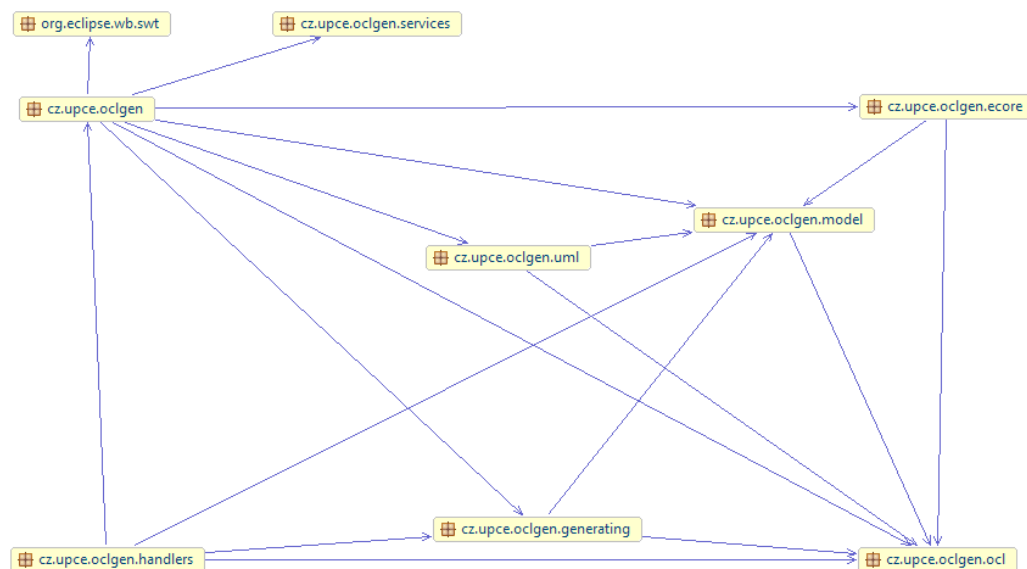 org.eclipse.wb.swt
cz.upce.oclgen.services
cz.upce.oclgen
cz.upce.oclgen.ecore
cz.upce.oclgen.model
cz.upce.oclgen.uml
cz.upce.oclgen.generating
cz.upce.oclgen.handlers
cz.upce.oclgen.ocl